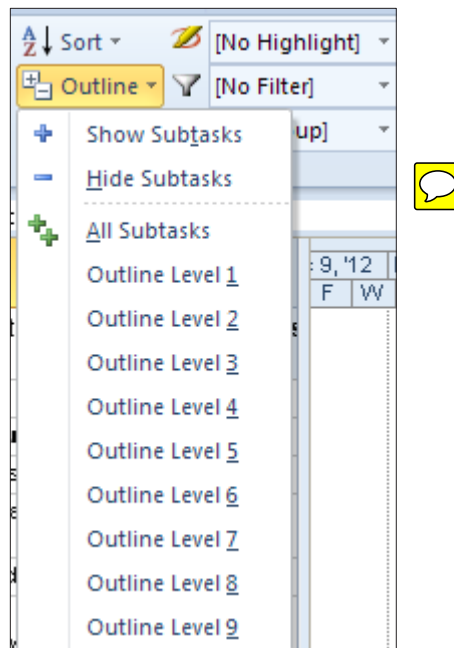 Sort [No Highlight]
Outline [No Filter]
Show Subtasks up]
Hide Subtasks
All Subtasks
Outline Level 1 9, '12
F W
Outline Level 2
Outline Level 3
Outline Level 4
Outline Level 5
Outline Level 6
Outline Level 7
Outline Level 8
Outline Level 9